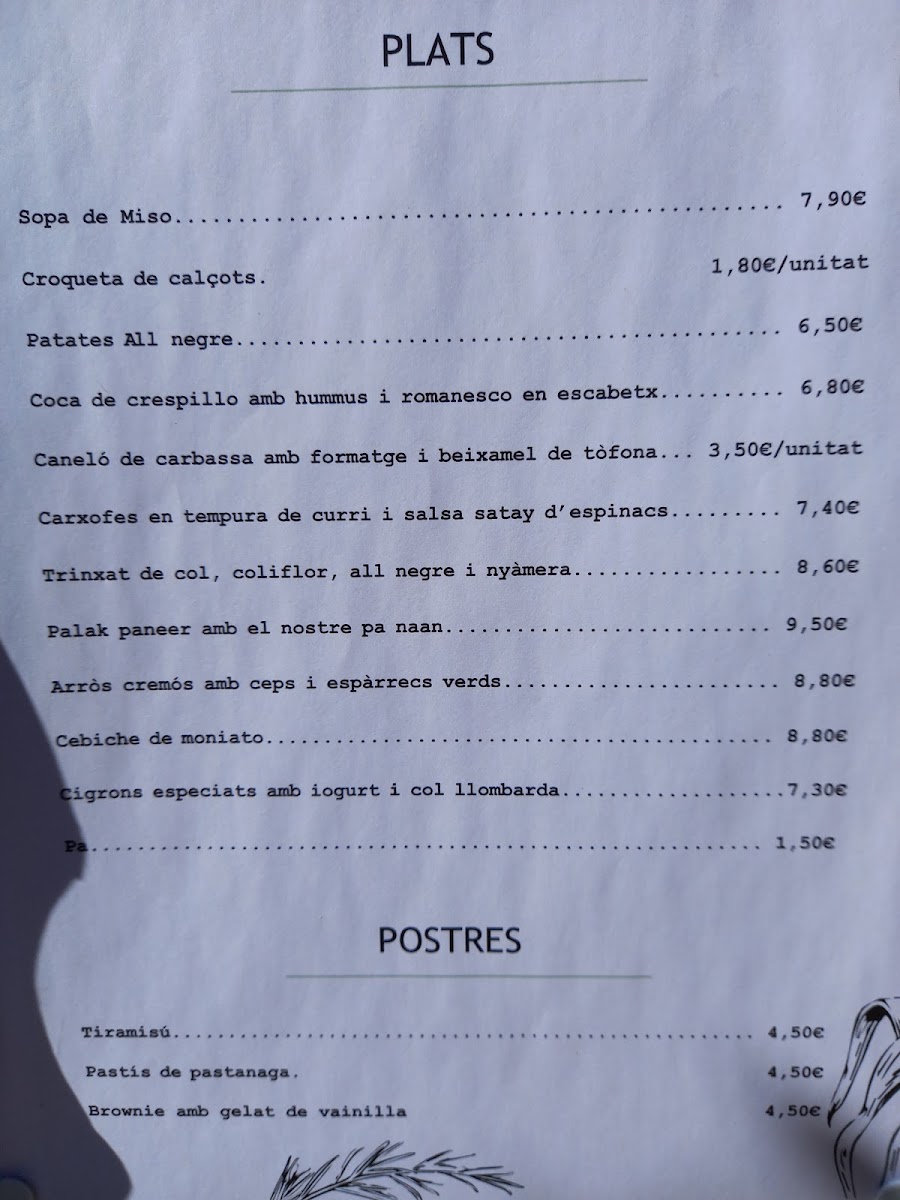 PLATS
Sopa de Miso................................................ 7,90€
Croqueta de calçots. 1,80€/unitat
Patates All negre........................................... 6,50€
Coca de crespillo amb hummus i romanesco en escabetx.......... 6,80€
Caneló de carbassa amb formatge i beixamel de tòfona... 3,50€/unitat
Carxofes en tempura de curri i salsa satay d’espinacs......... 7,40€
Trinxat de col, coliflor, all negre i nyàmera................. 8,60€
Palak paneer amb el nostre pa naan............................ 9,50€
Arròs cremós amb ceps i espàrrecs verds........................ 8,80€
Cebiche de moniato............................................ 8,80€
Cigrons especiats amb iogurt i col llombarda...................7,30€
Pa............................................................ 1,50€
POSTRES
Tiramisú...................................................... 4,50€
Pastís de pastanaga. 4,50€
Brownie amb gelat de vainilla 4,50€